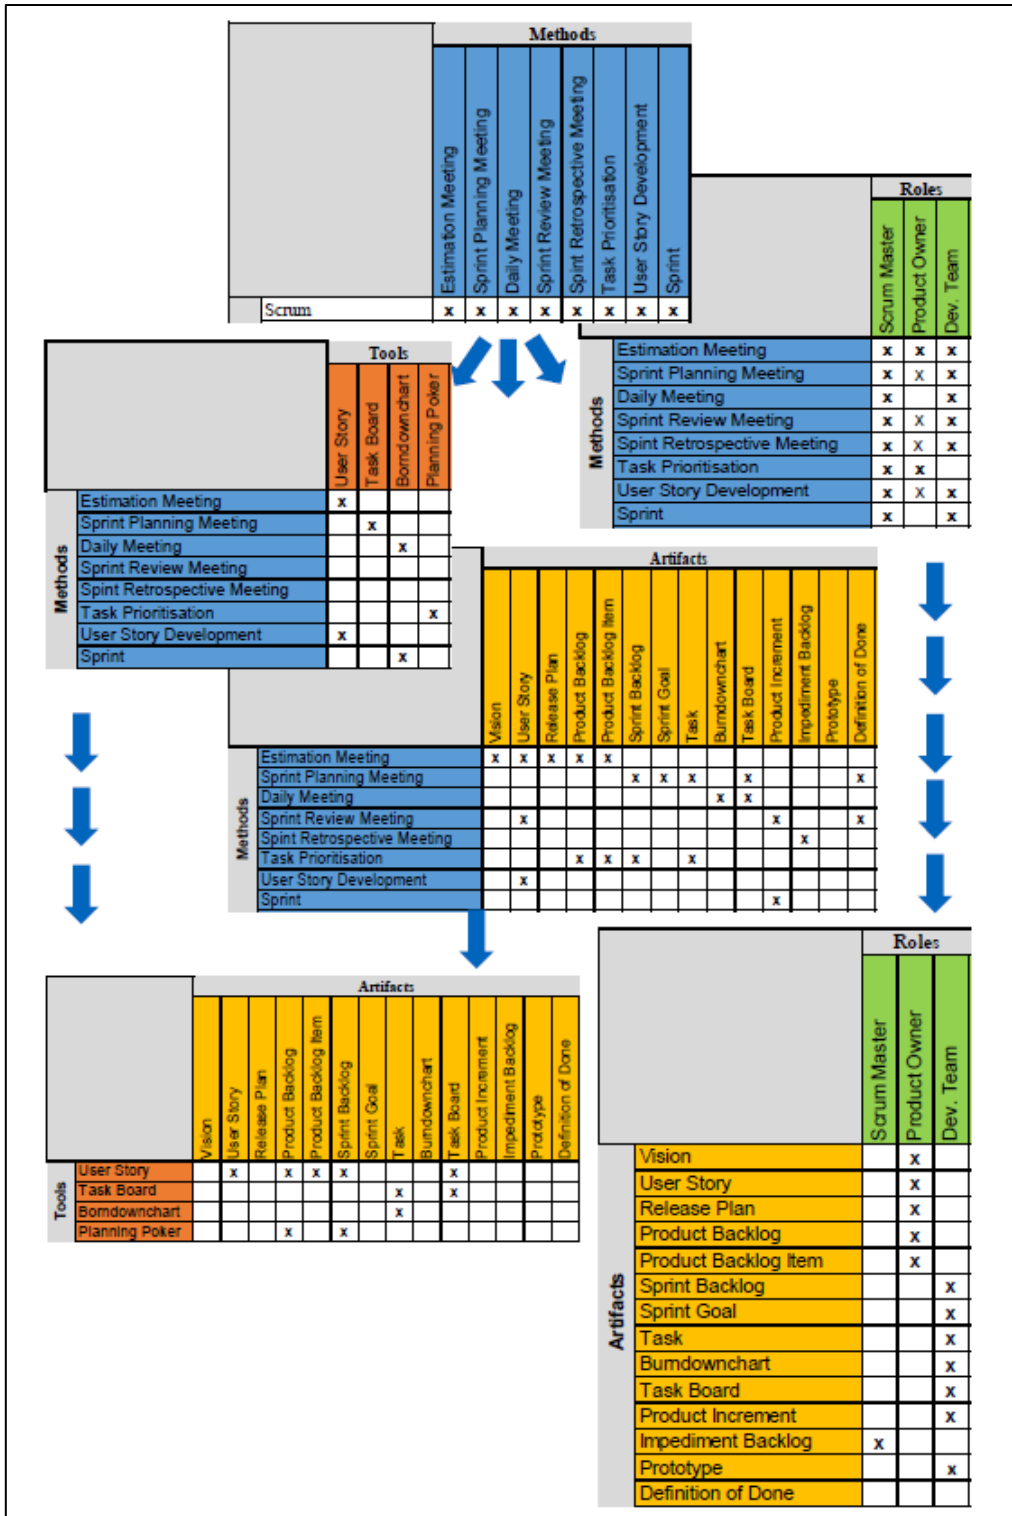 Methods
Estimation Meeting
Sprint Planning Meeting
Daily Meeting
Sprint Review Meeting
Spint Retrospective Meeting
Task Prioritisation
User Story Development
Sprint
Scrum x x x x x x x x
Roles
Scrum Master
Product Owner
Dev. Team
Methods
Estimation Meeting x x x
Sprint Planning Meeting x X x
Daily Meeting x x
Sprint Review Meeting x X x
Spint Retrospective Meeting x X x
Task Prioritisation x x
User Story Development x X x
Sprint x x
Tools
User Story
Task Board
Borndownchart
Planning Poker
Methods
Estimation Meeting x
Sprint Planning Meeting x
Daily Meeting x
Sprint Review Meeting
Spint Retrospective Meeting
Task Prioritisation x
User Story Development x
Sprint x
Artifacts
Vision
User Story
Release Plan
Product Backlog
Product Backlog Item
Sprint Backlog
Sprint Goal
Task
Burndownchart
Task Board
Product Increment
Impediment Backlog
Prototype
Definition of Done
Methods
Estimation Meeting x x x x x
Sprint Planning Meeting x x x x x
Daily Meeting x x
Sprint Review Meeting x x x
Spint Retrospective Meeting x
Task Prioritisation x x x x
User Story Development x
Sprint x
Artifacts
Vision
User Story
Release Plan
Product Backlog
Product Backlog Item
Sprint Backlog
Sprint Goal
Task
Burndownchart
Task Board
Product Increment
Impediment Backlog
Prototype
Definition of Done
Tools
User Story x x x x x
Task Board x x
Borndownchart x
Planning Poker x x
Roles
Scrum Master
Product Owner
Dev. Team
Artifacts
Vision x
User Story x
Release Plan x
Product Backlog x
Product Backlog Item x
Sprint Backlog x
Sprint Goal x
Task x
Burndownchart x
Task Board x
Product Increment x
Impediment Backlog x
Prototype x
Definition of Done